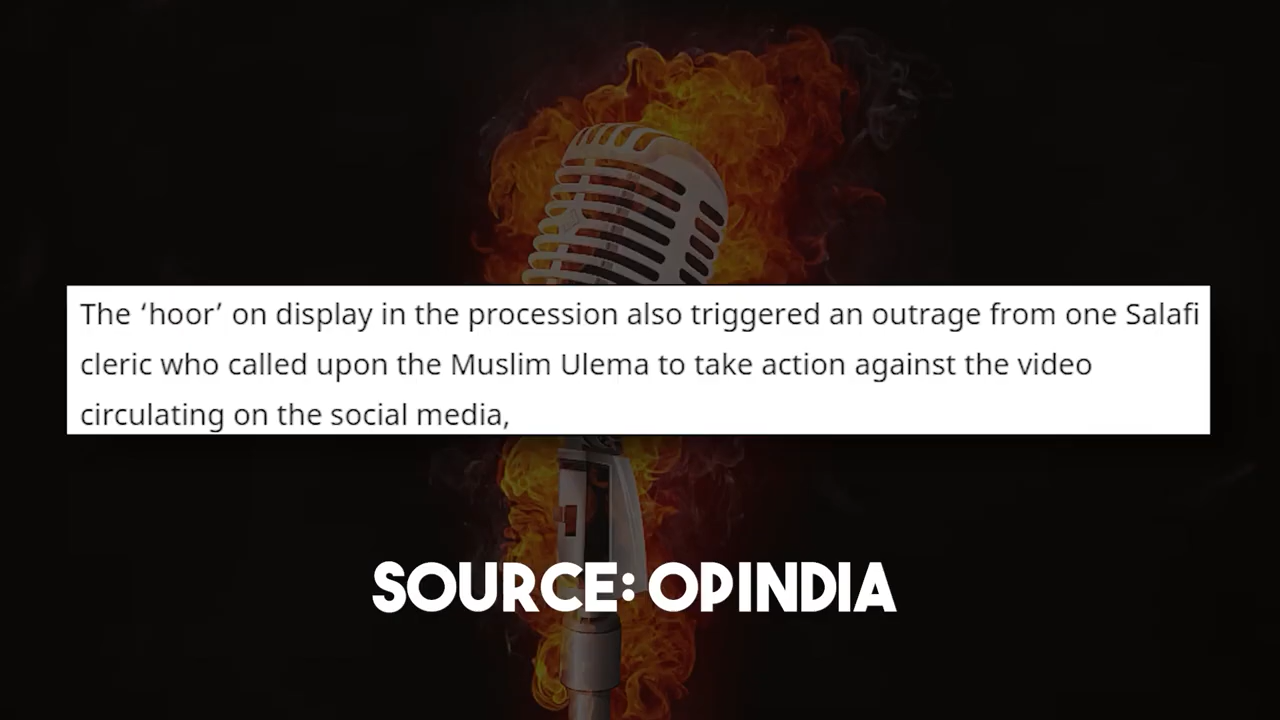 The ‘hoor’ on display in the procession also triggered an outrage from one Salafi
cleric who called upon the Muslim Ulema to take action against the video
circulating on the social media,
SOURCE: OPINDIA